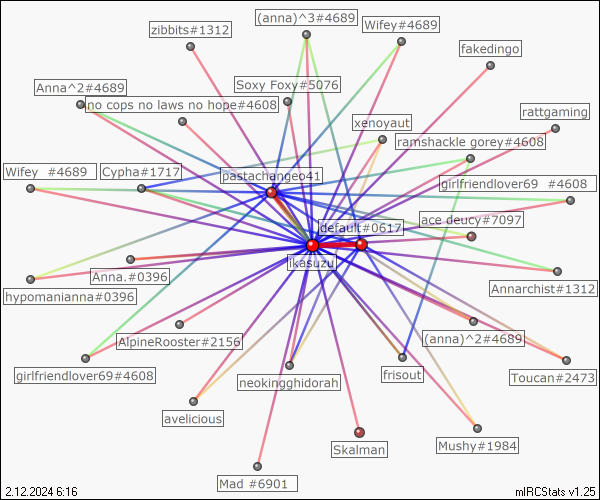 (anna)^3#4689
zibbits#1312
Wifey#4689
fakedingo
Soxy Foxy#5076
Anna^2#4689
no cops no laws no hope#4608
rattgaming
xenoyaut
ramshackle gorey#4608
Wifey #4689
Cypha#1717
pastachangeo41
girlfriendlover69 #4608
ace deucy#7097
default#0617
ikasuzu
Anna.#0396
Annarchist#1312
hypomanianna#0396
AlpineRooster#2156
(anna)^2#4689
girlfriendlover69#4608
neokingghidorah
frisout
Toucan#2473
avelicious
Skalman
Mushy#1984
Mad #6901
2.12.2024 6:16
mIRCStats v1.25